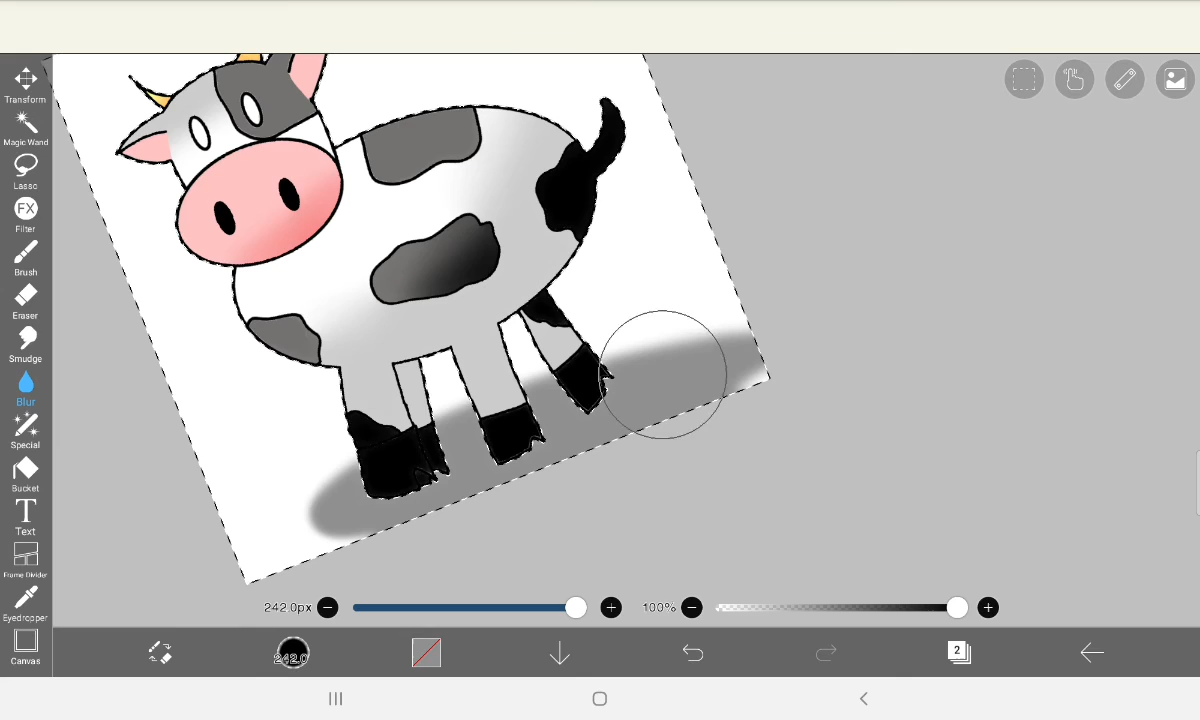 Transform
Magic Wand
Lasso
FX
Filter
Brush
Eraser
Smudge
Blur
Special
Bucket
T
Text
Frame Divider
Eyedropper
Canvas
242.0px − + 100% − +
242.0
2